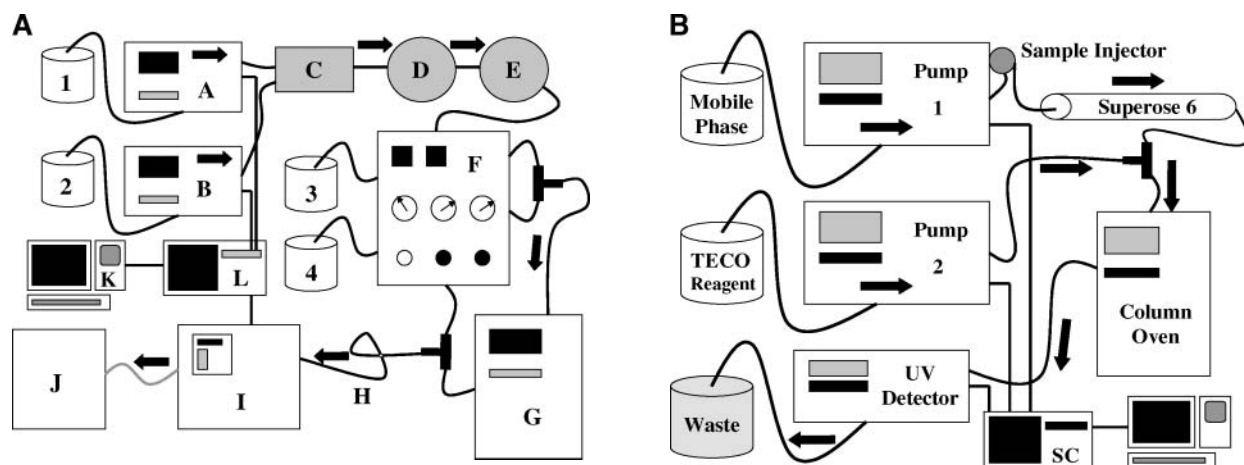 A
1
A
C
D
E
2
B
3
F
4
K
L
J
I
H
G
B
Mobile
Phase
Pump
1
Sample Injector
Superose 6
TECO
Reagent
Pump
2
Column
Oven
Waste
UV
Detector
SC